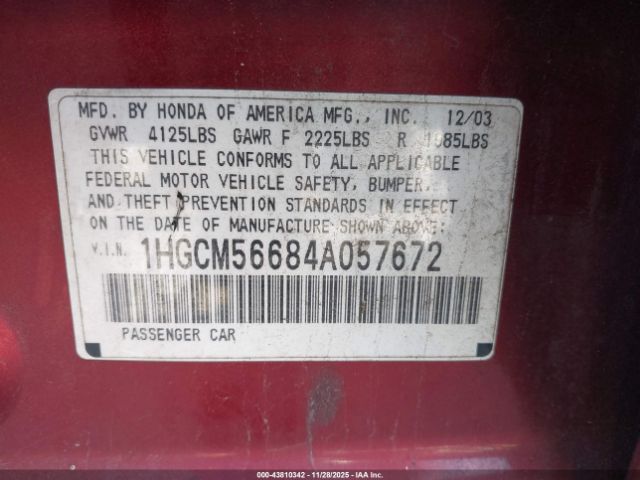 MFD. BY HONDA OF AMERICA MFG., INC. 12/03
GVWR 4125LBS GAWR F 2225LBS R 1985LBS
THIS VEHICLE CONFORMS TO ALL APPLICABLE
FEDERAL MOTOR VEHICLE SAFETY, BUMPER,
AND THEFT PREVENTION STANDARDS IN EFFECT
ON THE DATE OF MANUFACTURE SHOWN ABOVE:
V.I.N. 1HGCM56684A057672
PASSENGER CAR
000-43810342 | 11/28/2025 | © IAA, Inc.